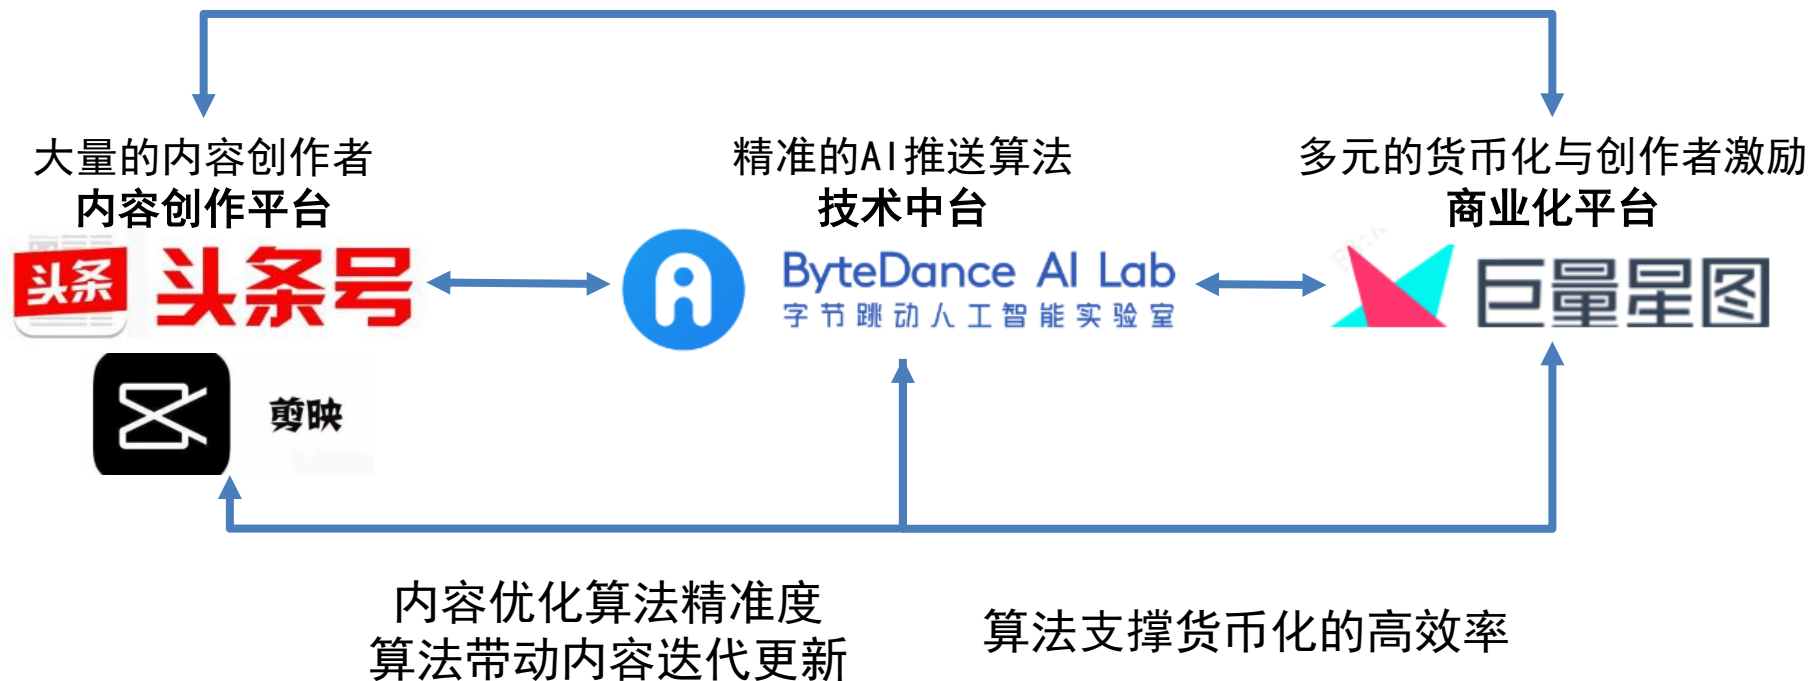 大量的内容创作者
内容创作平台
头条
头条号
剪映
精准的AI推送算法
技术中台
ByteDance AI Lab
字节跳动人工智能实验室
多元的货币化与创作者激励
商业化平台
巨量星图
内容优化算法精准度
算法带动内容迭代更新
算法支撑货币化的高效率